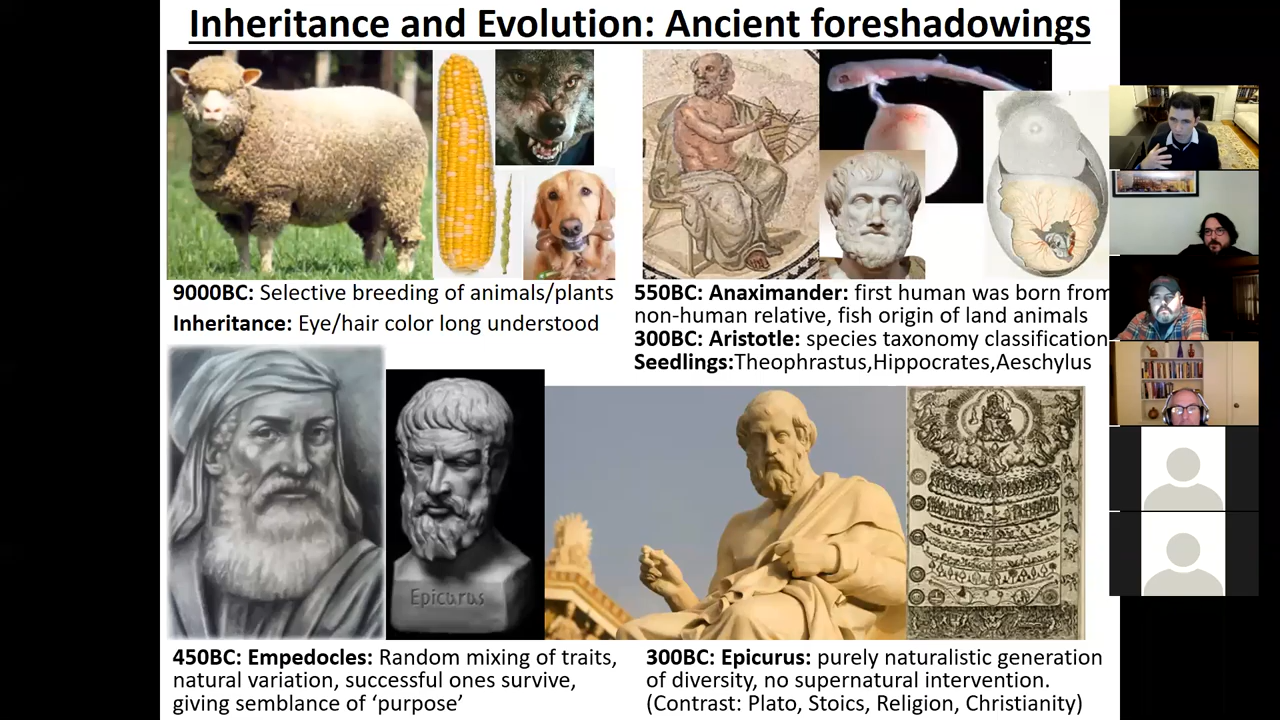 Inheritance and Evolution: Ancient foreshadowings
9000BC: Selective breeding of animals/plants
Inheritance: Eye/hair color long understood
550BC: Anaximander: first human was born from
non-human relative, fish origin of land animals
300BC: Aristotle: species taxonomy classification
Seedlings:Theophrastus,Hippocrates,Aeschylus
Epicurus
450BC: Empedocles: Random mixing of traits,
natural variation, successful ones survive,
giving semblance of ‘purpose’
300BC: Epicurus: purely naturalistic generation
of diversity, no supernatural intervention.
(Contrast: Plato, Stoics, Religion, Christianity)